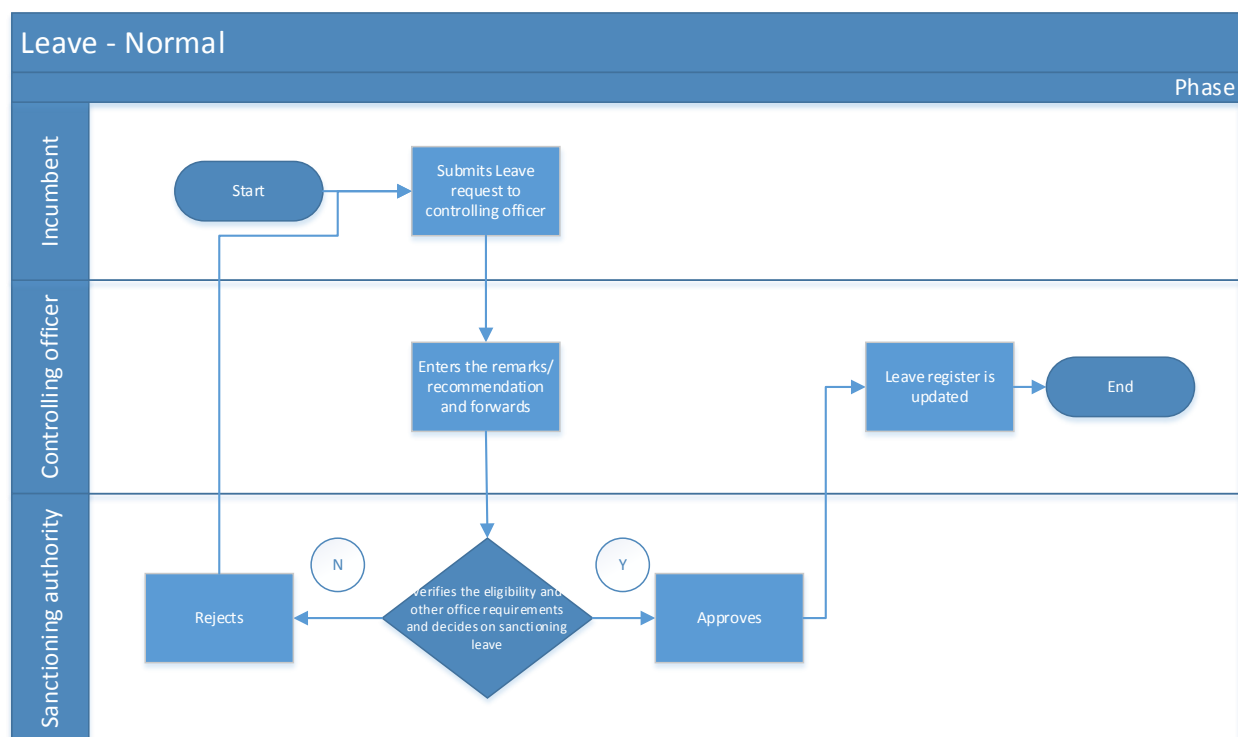 Leave - Normal
Phase
Incumbent
Start
Submits Leave
request to
controlling officer
Controlling officer
Enters the remarks/
recommendation
and forwards
Leave register is
updated
End
Sanctioning authority
Rejects
N
verifies the eligibility and
other office requirements
and decides on sanctioning
leave
Y
Approves